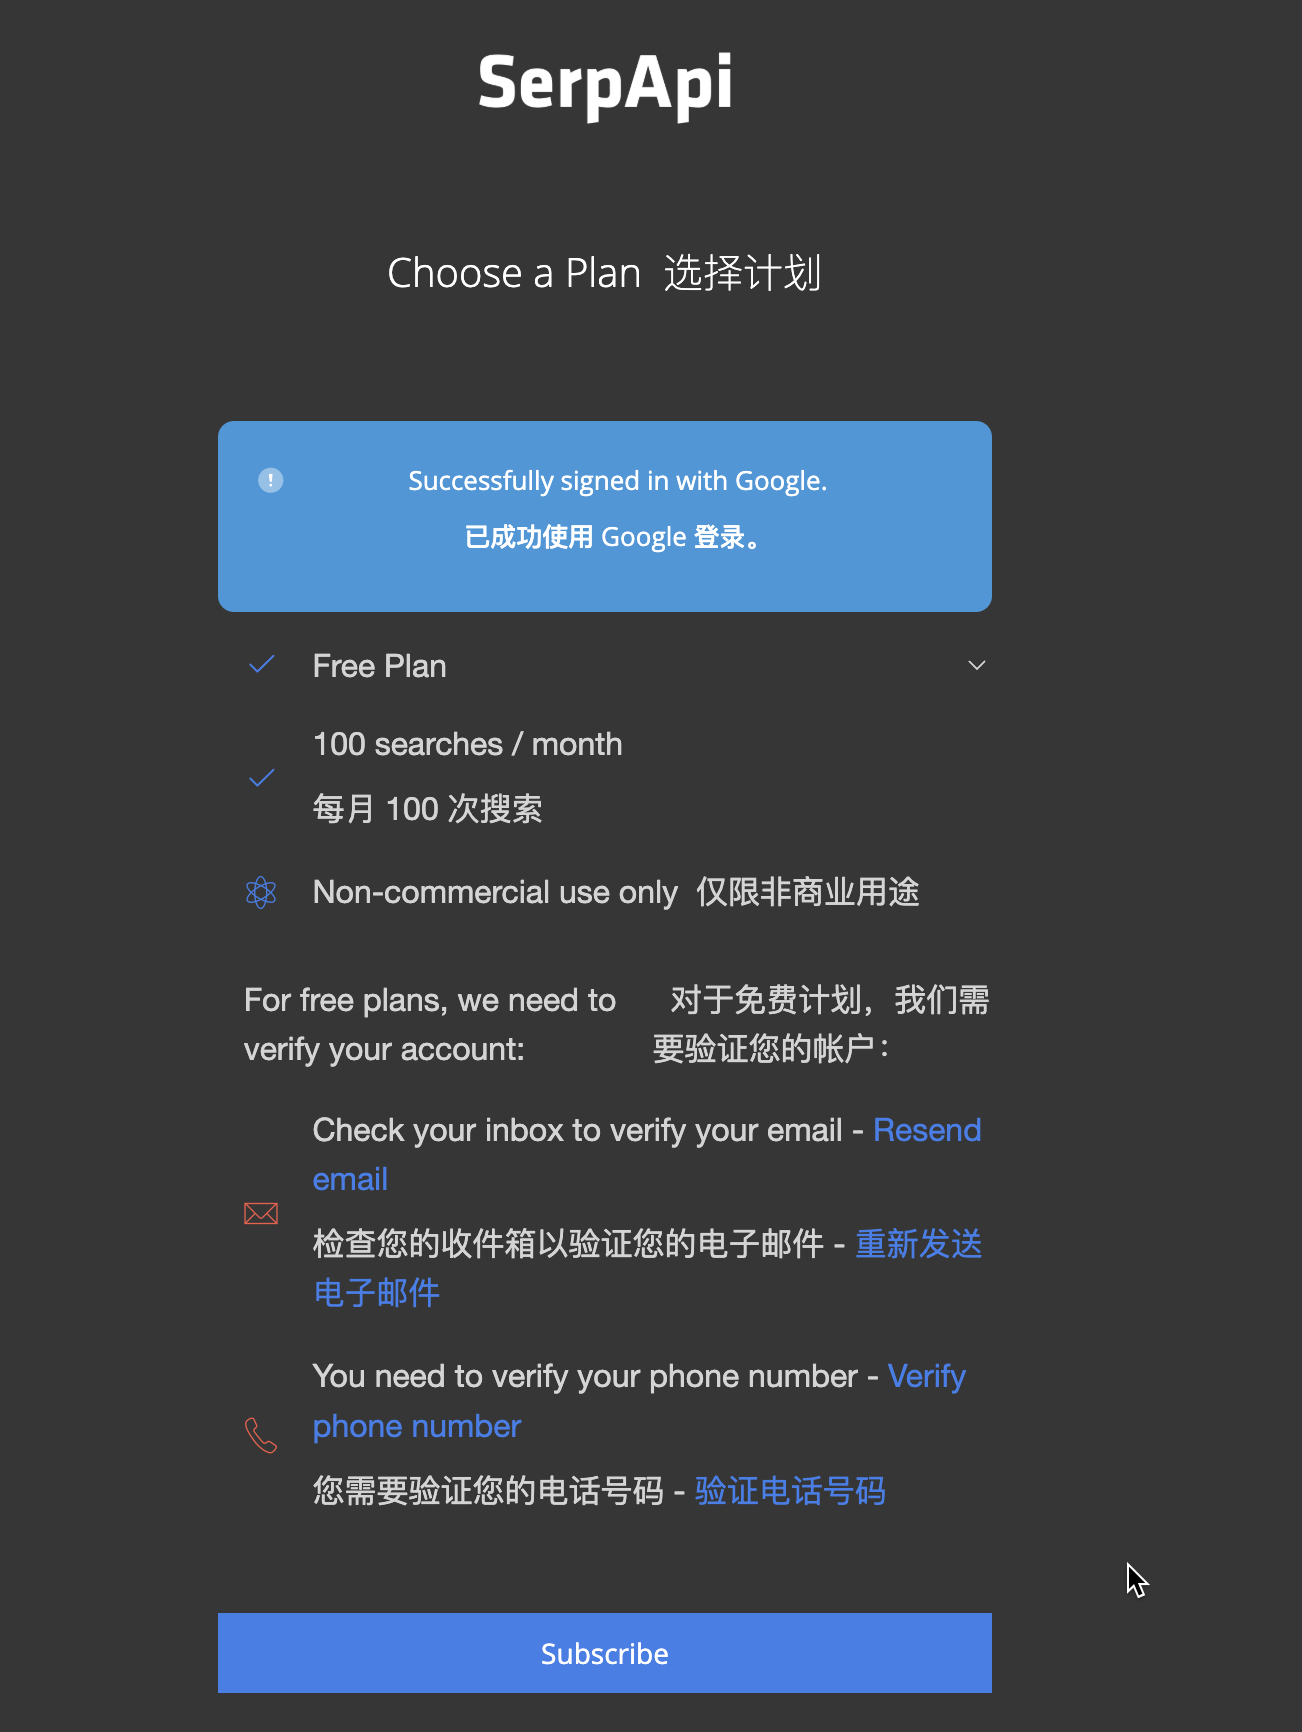 SerpApi
Choose a Plan 选择计划
Successfully signed in with Google.
已成功使用 Google 登录。
Free Plan
100 searches / month
每月 100 次搜索
Non-commercial use only 仅限非商业用途
For free plans, we need to
verify your account:
对于免费计划，我们需
要验证您的帐户：
Check your inbox to verify your email - Resend
email
检查您的收件箱以验证您的电子邮件 - 重新发送
电子邮件
You need to verify your phone number - Verify
phone number
您需要验证您的电话号码 - 验证电话号码
Subscribe